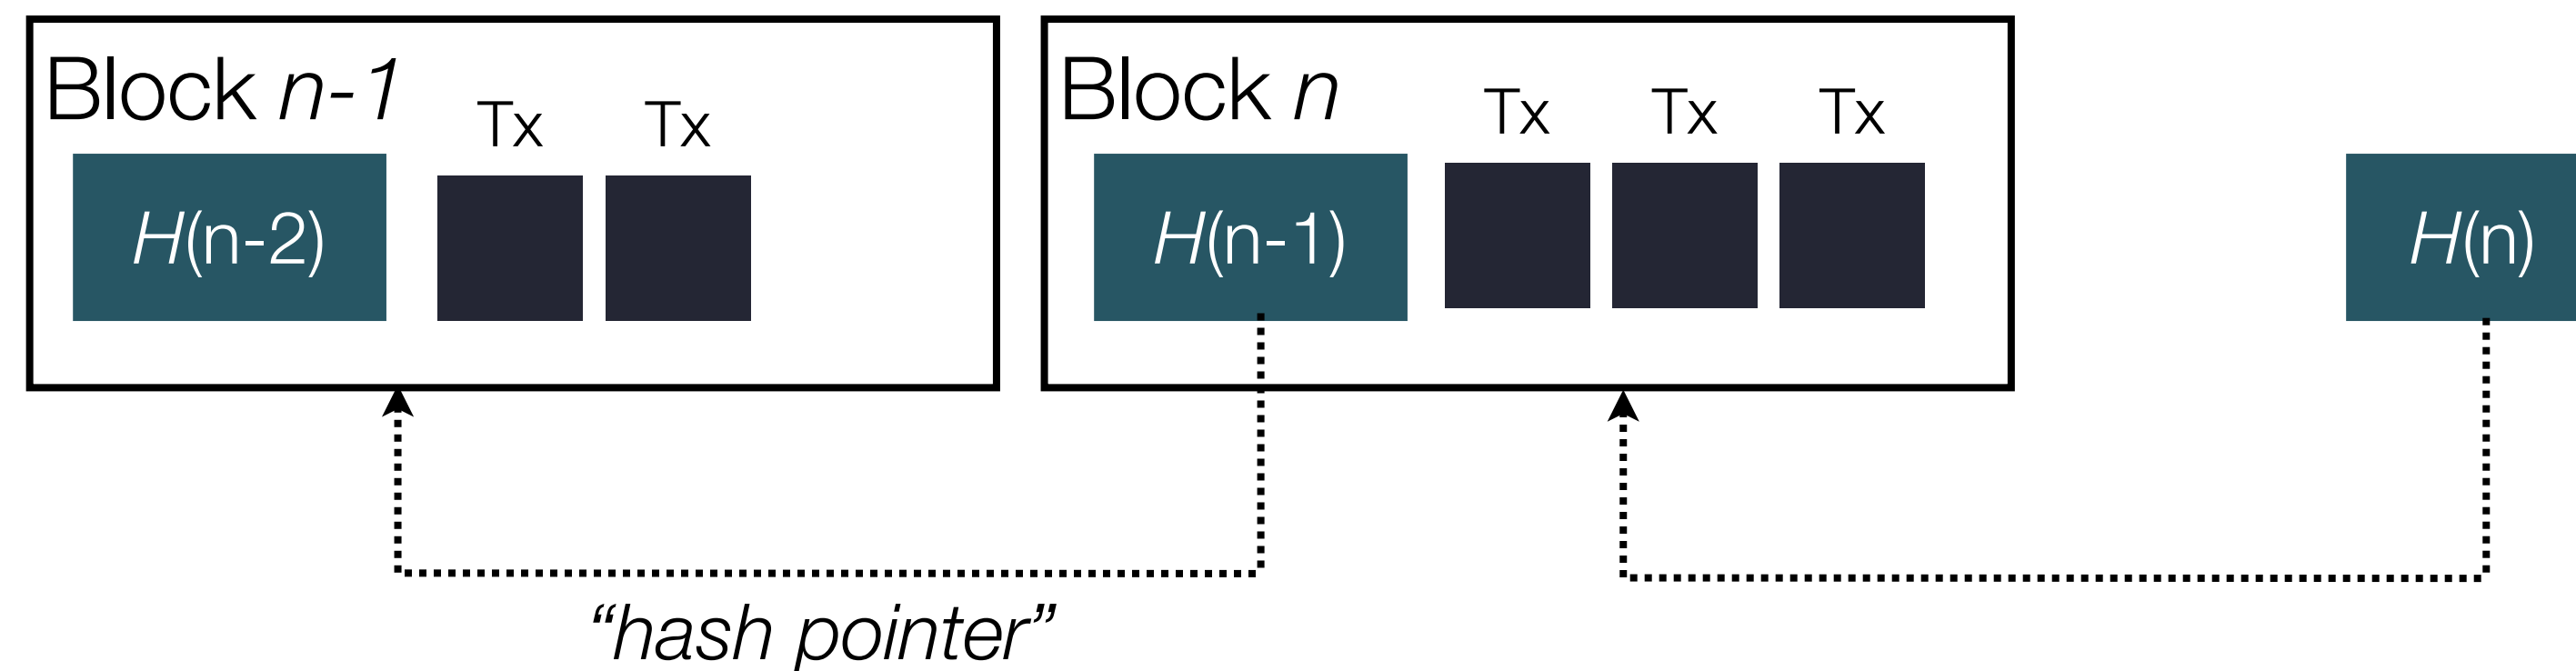 Block n-1
Tx Tx
H(n-2)
Block n
Tx Tx Tx
H(n-1)
H(n)
“hash pointer”